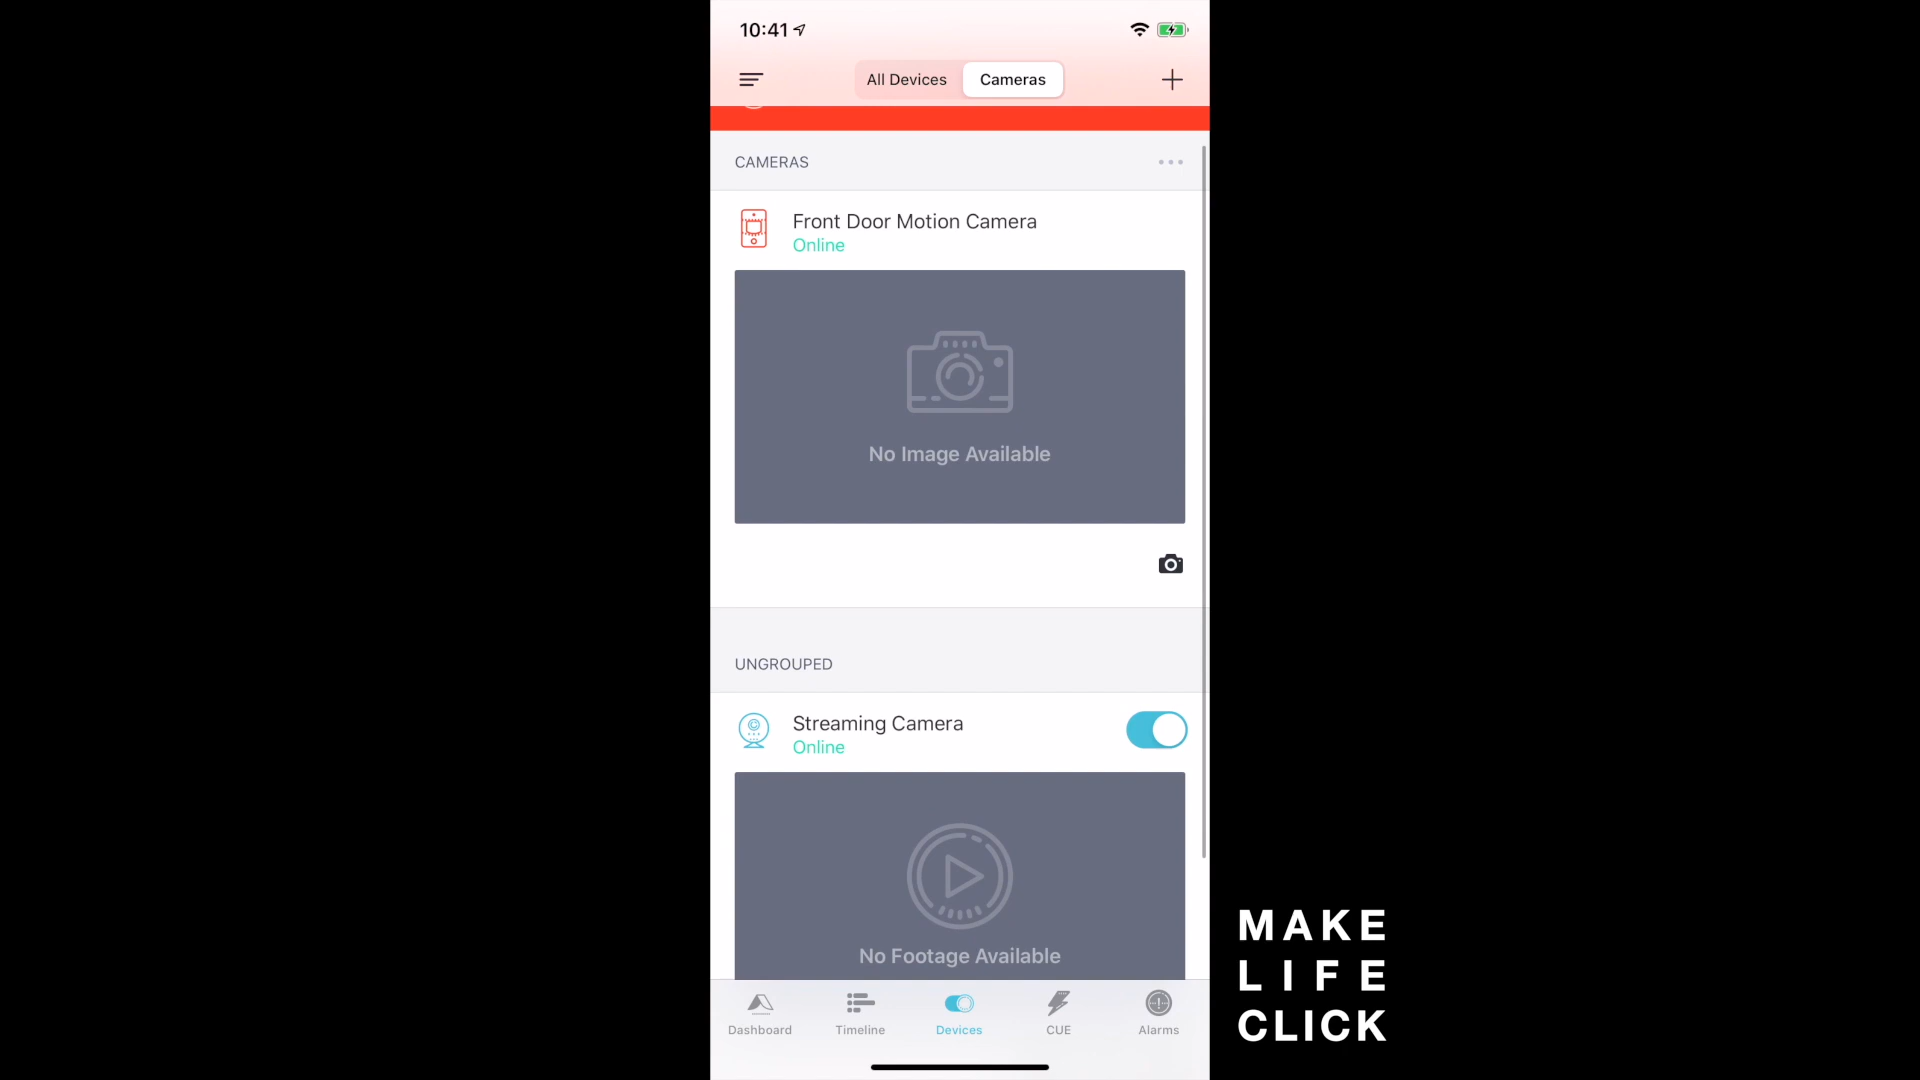 10:41
All Devices
Cameras
CAMERAS
Front Door Motion Camera
Online
No Image Available
UNGROUPED
Streaming Camera
Online
No Footage Available
Dashboard
Timeline
Devices
CUE
Alarms
MAKE
LIFE
CLICK